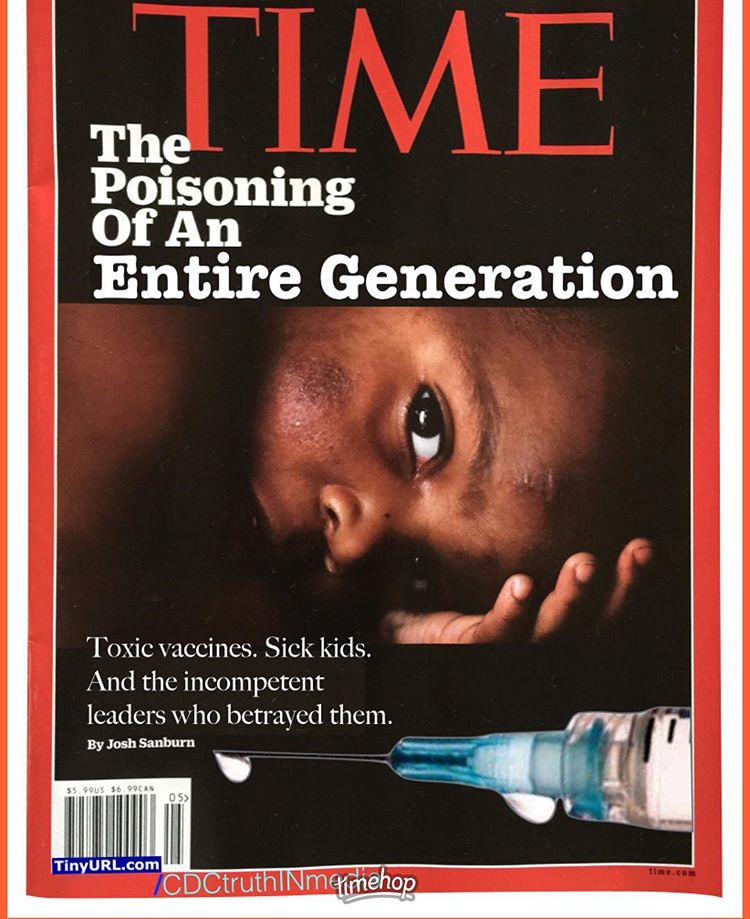 TIME
The
Poisoning
Of An
Entire Generation
Toxic vaccines. Sick kids.
And the incompetent
leaders who betrayed them.
By Josh Sanburn
$5.99US $6.99CAN
05>
TinyURL.com
/CDCtruthINmedia
timehop
time.com